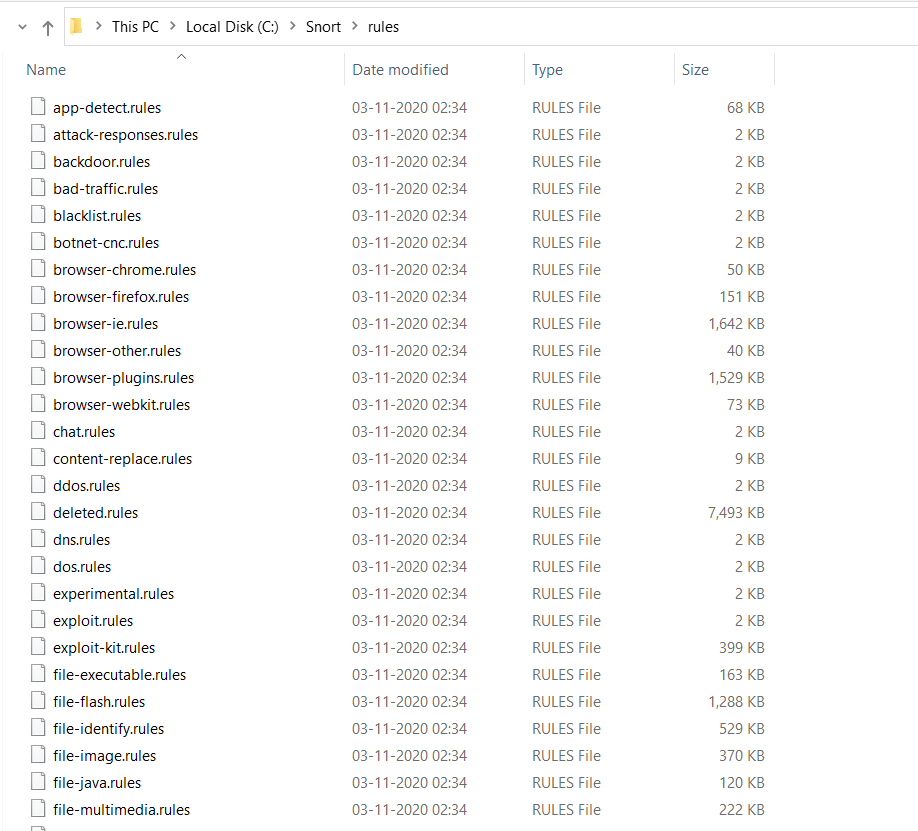 This PC > Local Disk (C:) > Snort > rules
Name Date modified Type Size
app-detect.rules 03-11-2020 02:34 RULES File 68 KB
attack-responses.rules 03-11-2020 02:34 RULES File 2 KB
backdoor.rules 03-11-2020 02:34 RULES File 2 KB
bad-traffic.rules 03-11-2020 02:34 RULES File 2 KB
blacklist.rules 03-11-2020 02:34 RULES File 2 KB
botnet-cnc.rules 03-11-2020 02:34 RULES File 2 KB
browser-chrome.rules 03-11-2020 02:34 RULES File 50 KB
browser-firefox.rules 03-11-2020 02:34 RULES File 151 KB
browser-ie.rules 03-11-2020 02:34 RULES File 1,642 KB
browser-other.rules 03-11-2020 02:34 RULES File 40 KB
browser-plugins.rules 03-11-2020 02:34 RULES File 1,529 KB
browser-webkit.rules 03-11-2020 02:34 RULES File 73 KB
chat.rules 03-11-2020 02:34 RULES File 2 KB
content-replace.rules 03-11-2020 02:34 RULES File 9 KB
ddos.rules 03-11-2020 02:34 RULES File 2 KB
deleted.rules 03-11-2020 02:34 RULES File 7,493 KB
dns.rules 03-11-2020 02:34 RULES File 2 KB
dos.rules 03-11-2020 02:34 RULES File 2 KB
experimental.rules 03-11-2020 02:34 RULES File 2 KB
exploit.rules 03-11-2020 02:34 RULES File 2 KB
exploit-kit.rules 03-11-2020 02:34 RULES File 399 KB
file-executable.rules 03-11-2020 02:34 RULES File 163 KB
file-flash.rules 03-11-2020 02:34 RULES File 1,288 KB
file-identify.rules 03-11-2020 02:34 RULES File 529 KB
file-image.rules 03-11-2020 02:34 RULES File 370 KB
file-java.rules 03-11-2020 02:34 RULES File 120 KB
file-multimedia.rules 03-11-2020 02:34 RULES File 222 KB